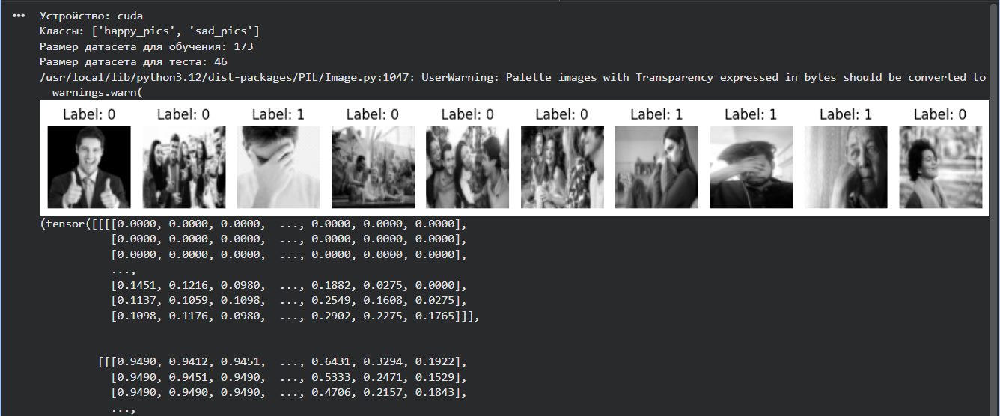 ••• Устройство: cuda
Классы: ['happy_pics', 'sad_pics']
Размер датасета для обучения: 173
Размер датасета для теста: 46
/usr/local/lib/python3.12/dist-packages/PIL/Image.py:1047: UserWarning: Palette images with Transparency expressed in bytes should be converted to
  warnings.warn(
Label: 0 Label: 0 Label: 1 Label: 0 Label: 0 Label: 0 Label: 1 Label: 1 Label: 1 Label: 0
(tensor([[[[0.0000, 0.0000, 0.0000,  ..., 0.0000, 0.0000, 0.0000],
           [0.0000, 0.0000, 0.0000,  ..., 0.0000, 0.0000, 0.0000],
           [0.0000, 0.0000, 0.0000,  ..., 0.0000, 0.0000, 0.0000],
           ...,
           [0.1451, 0.1216, 0.0980,  ..., 0.1882, 0.0275, 0.0000],
           [0.1137, 0.1059, 0.1098,  ..., 0.2549, 0.1608, 0.0275],
           [0.1098, 0.1176, 0.0980,  ..., 0.2902, 0.2275, 0.1765]]],
         [[[0.9490, 0.9412, 0.9451,  ..., 0.6431, 0.3294, 0.1922],
           [0.9490, 0.9451, 0.9490,  ..., 0.5333, 0.2471, 0.1529],
           [0.9490, 0.9490, 0.9490,  ..., 0.4706, 0.2157, 0.1843],
           ...,